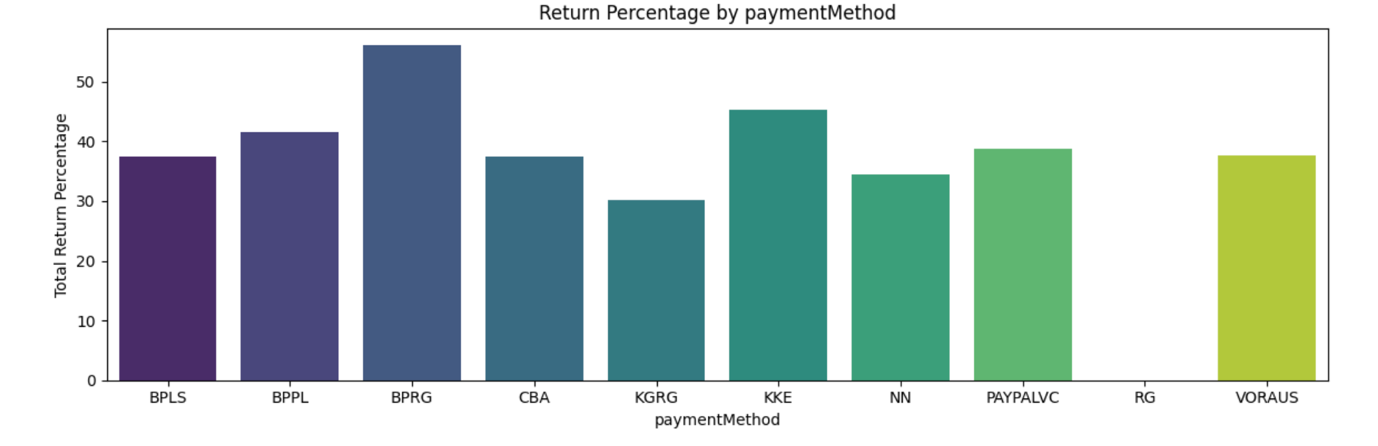 Return Percentage by paymentMethod
Total Return Percentage
50
40
30
20
10
0
BPLS BPPL BPRG CBA KGRG KKE NN PAYPALVC RG VORAUS
paymentMethod